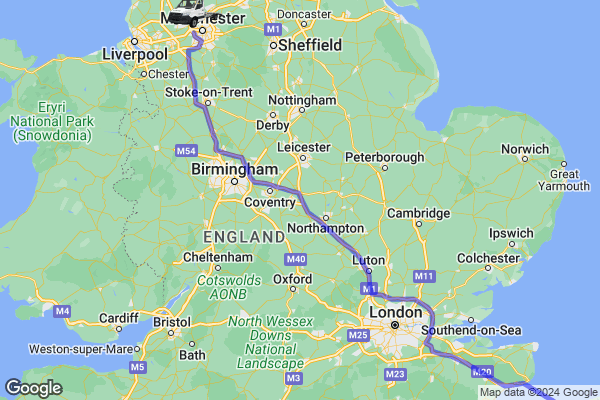 Manchester
Doncaster
M1
Liverpool
Sheffield
Chester
Eryri
National Park
(Snowdonia)
Stoke-on-Trent
Nottingham
Derby
Norwich
M54
Leicester
Peterborough
Great
Yarmouth
Birmingham
Coventry
Northampton
Cambridge
Ipswich
ENGLAND
M40
Cheltenham
Luton
M11
Colchester
Cotswolds
AONB
Oxford
M1
M4
Cardiff
Bristol
North Wessex
Downs
National
Landscape
London
M25
Southend-on-Sea
Weston-super-Mare
Bath
M5
M3
M23
M20
Google
Google
Map data ©2024 Google